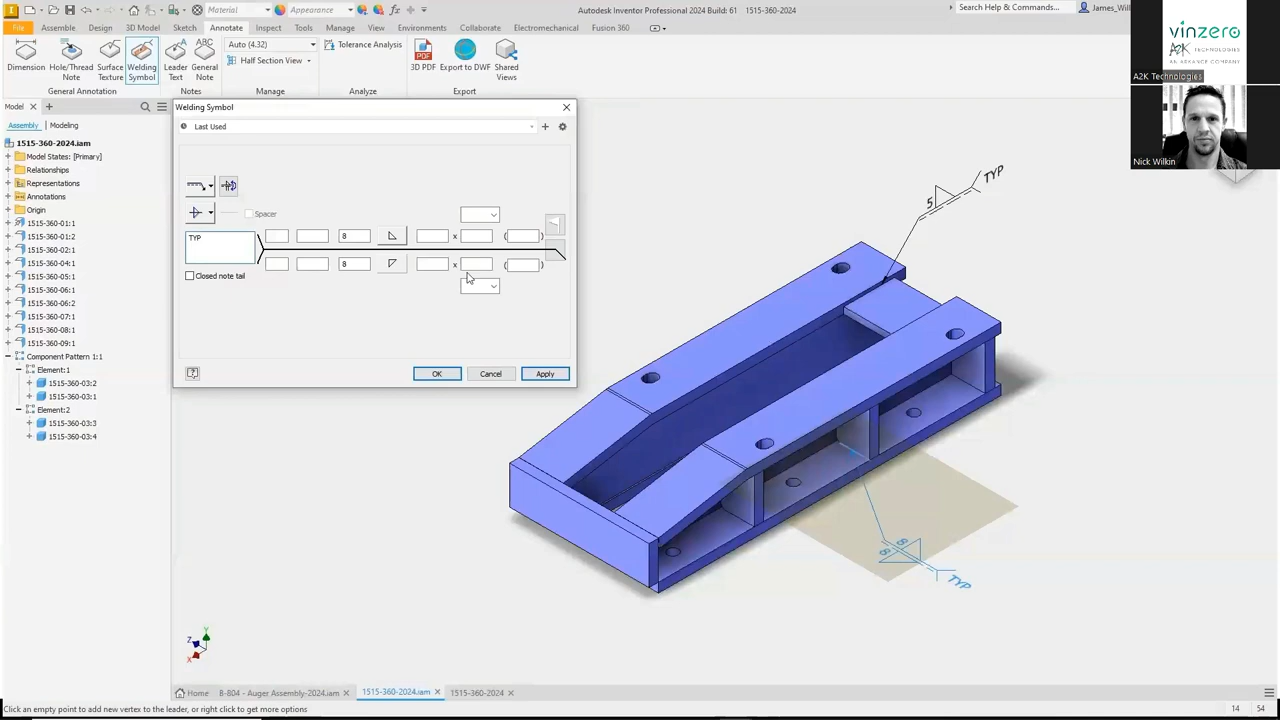 Material
Appearance
Autodesk Inventor Professional 2024 Build: 61 1515-360-2024
Search Help & Commands...
James_Wil
File
Assemble
Design
3D Model
Sketch
Annotate
Inspect
Tools
Manage
View
Environments
Collaborate
Electromechanical
Fusion 360
Dimension
Hole/Thread
Note
Surface
Texture
Welding
Symbol
Leader
Text
General
Note
Auto (4.32)
Half Section View
Tolerance Analysis
3D PDF
Export to DWF
Shared
Views
General Annotation
Notes
Manage
Analyze
Export
vinzero
A2K TECHNOLOGIES
AN ARKANCE COMPANY
A2K Technologies
Nick Wilkin
Model
Assembly
Modeling
1515-360-2024.iam
Model States: [Primary]
Relationships
Representations
Annotations
Origin
1515-360-01:1
1515-360-01:2
1515-360-02:1
1515-360-04:1
1515-360-05:1
1515-360-06:1
1515-360-06:2
1515-360-07:1
1515-360-08:1
1515-360-09:1
Component Pattern 1:1
Element:1
1515-360-03:2
1515-360-03:1
Element:2
1515-360-03:3
1515-360-03:4
Welding Symbol
Last Used
Spacer
TYP
8
x
( )
8
x
( )
Closed note tail
OK
Cancel
Apply
5
TYP
8
8
TYP
Z
Y
X
Home
B-804 - Auger Assembly-2024.iam
1515-360-2024.iam
1515-360-2024
Click an empty point to add new vertex to the leader, or right click to get more options
14
54